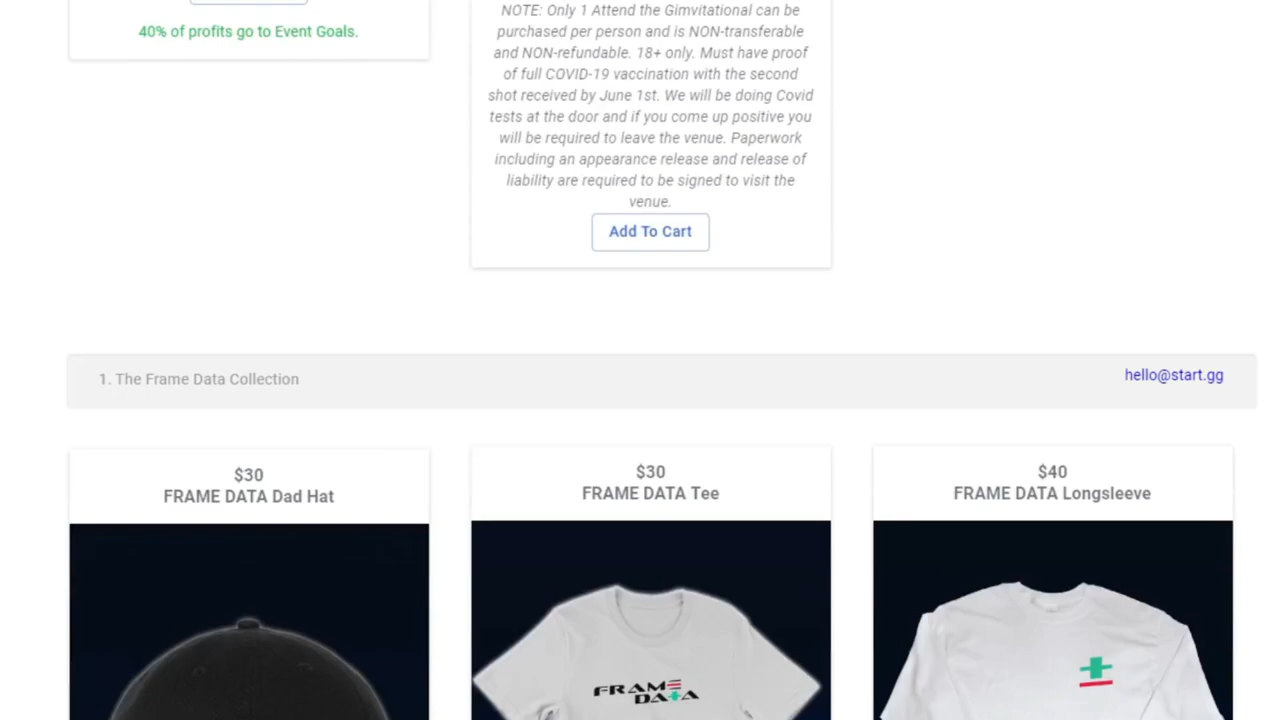 40% of profits go to Event Goals.
NOTE: Only 1 Attend the Gimvitational can be
purchased per person and is NON-transferable
and NON-refundable. 18+ only. Must have proof
of full COVID-19 vaccination with the second
shot received by June 1st. We will be doing Covid
tests at the door and if you come up positive you
will be required to leave the venue. Paperwork
including an appearance release and release of
liability are required to be signed to visit the
venue.
Add To Cart
1. The Frame Data Collection
hello@start.gg
$30
FRAME DATA Dad Hat
$30
FRAME DATA Tee
FRAME
DATA
$40
FRAME DATA Longsleeve